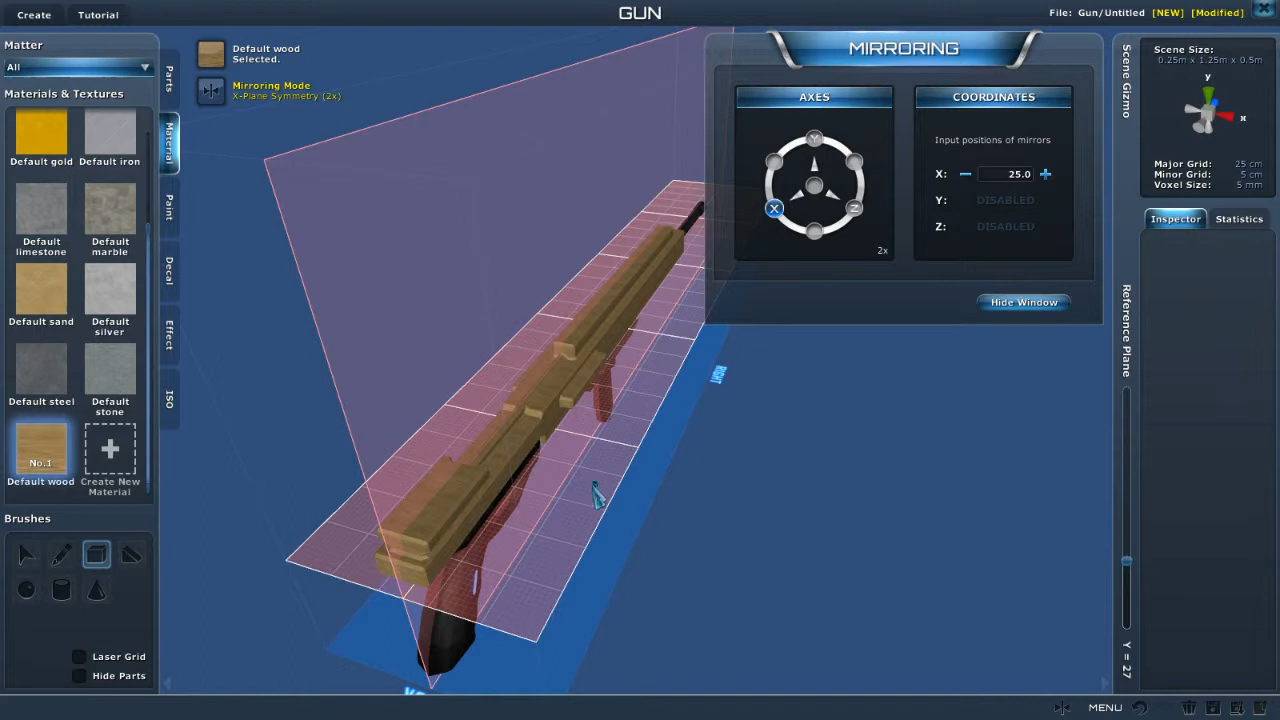 Create
Tutorial
GUN
File: Gun/Untitled [NEW] [Modified]
Matter
All
Materials & Textures
Default gold
Default iron
Default limestone
Default marble
Default sand
Default silver
Default steel
Default stone
No.1
Default wood
Create New Material
Brushes
Laser Grid
Hide Parts
Parts
Material
Paint
Decal
Effect
ISO
Default wood
Selected.
Mirroring Mode
X-Plane Symmetry (2x)
RIGHT
MIRRORING
AXES
Y
X
Z
2x
COORDINATES
Input positions of mirrors
X: 25.0
Y: DISABLED
Z: DISABLED
Hide Window
Scene Gizmo
Reference Plane
Y = 27
Scene Size:
0.25m x 1.25m x 0.5m
y
x
Major Grid: 25 cm
Minor Grid: 5 cm
Voxel Size: 5 mm
Inspector
Statistics
MENU